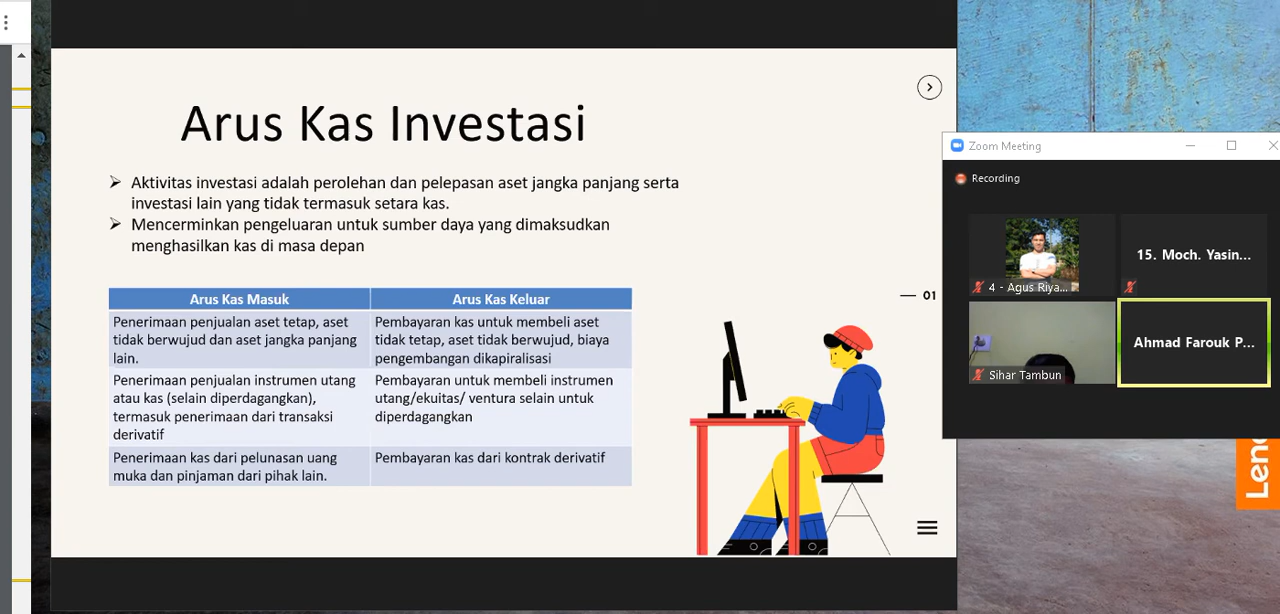 Arus Kas Investasi
Aktivitas investasi adalah perolehan dan pelepasan aset jangka panjang serta
investasi lain yang tidak termasuk setara kas.
Mencerminkan pengeluaran untuk sumber daya yang dimaksudkan
menghasilkan kas di masa depan
01
Arus Kas Masuk
Arus Kas Keluar
Penerimaan penjualan aset tetap, aset
tidak berwujud dan aset jangka panjang
lain.
Pembayaran kas untuk membeli aset
tidak tetap, aset tidak berwujud, biaya
pengembangan dikapiralisasi
Penerimaan penjualan instrumen utang
atau kas (selain diperdagangkan),
termasuk penerimaan dari transaksi
derivatif
Pembayaran untuk membeli instrumen
utang/ekuitas/ ventura selain untuk
diperdagangkan
Peneriman kas dari pelunasan uang
muka dan pinjaman dari pihak lain.
Pembayaran kas dari kontrak derivatif
Zoom Meeting
Recording
4 - Agus Riya...
15. Moch. Yasin...
Sihar Tambun
Ahmad Farouk P...
Leno